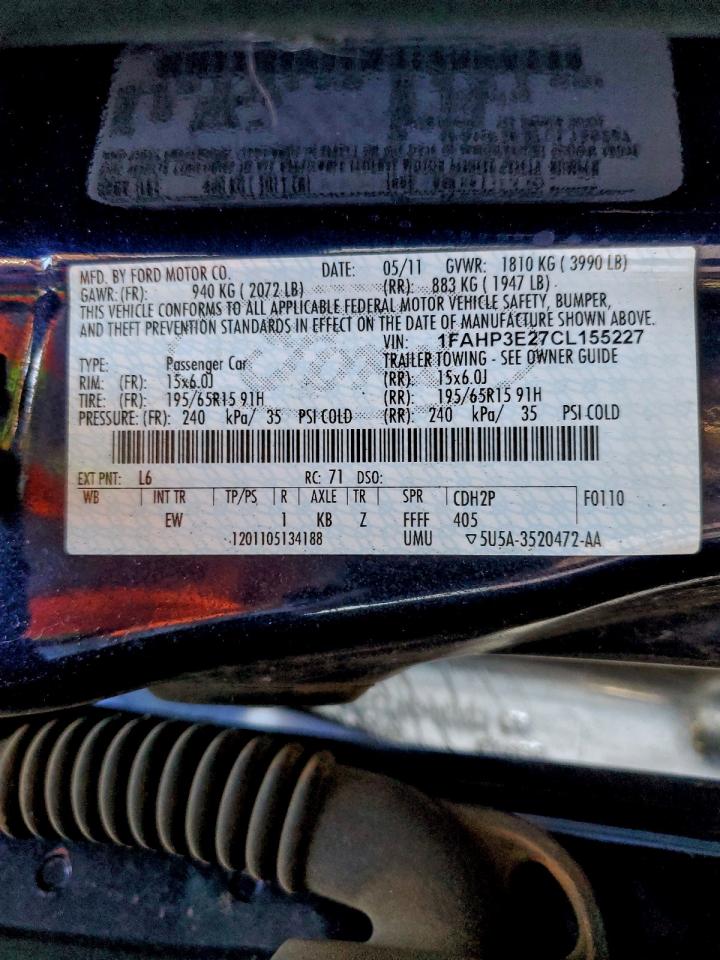 MFD. BY FORD MOTOR CO. DATE: 05/11 GVWR: 1810 KG ( 3990 LB)
GAWR: (FR): 940 KG ( 2072 LB) (RR): 883 KG ( 1947 LB)
THIS VEHICLE CONFORMS TO ALL APPLICABLE FEDERAL MOTOR VEHICLE SAFETY, BUMPER,
AND THEFT PREVENTION STANDARDS IN EFFECT ON THE DATE OF MANUFACTURE SHOWN ABOVE.
VIN: 1FAHP3E27CL155227
TYPE: Passenger Car TRAILER TOWING - SEE OWNER GUIDE
RIM: (FR): 15x6.0J (RR): 15x6.0J
TIRE: (FR): 195/65R15 91H (RR): 195/65R15 91H
PRESSURE: (FR): 240 kPa/ 35 PSI COLD (RR): 240 kPa/ 35 PSI COLD
EXT PNT: L6 RC: 71 DSO:
WB INT TR TP/PS R AXLE TR SPR CDH2P F0110
EW 1 KB Z FFFF 405
1201105134188 UMU ▽5U5A-3520472-AA